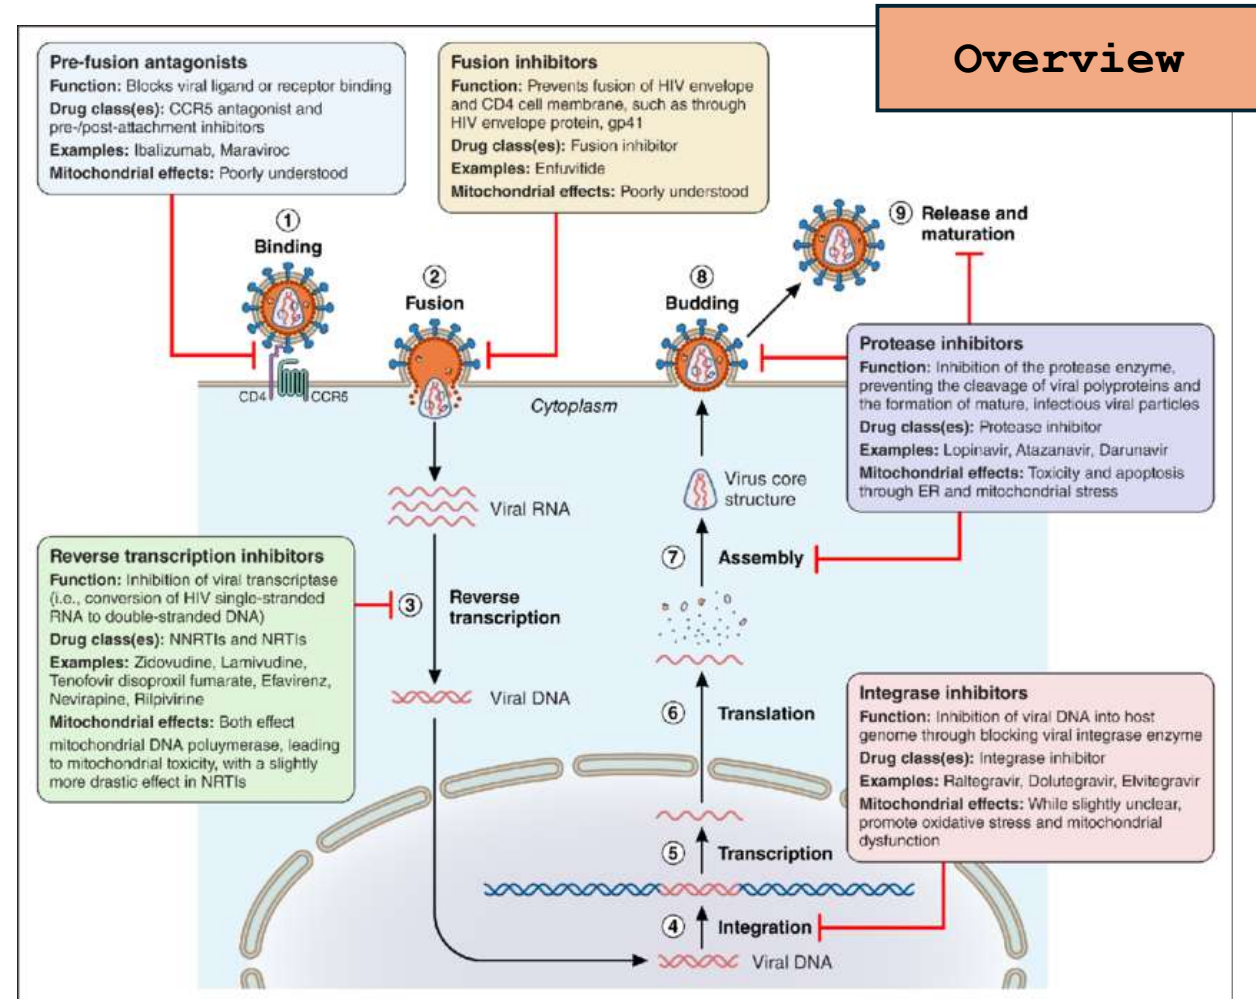 Overview
Pre-fusion antagonists
Function: Blocks viral ligand or receptor binding
Drug class(es): CCR5 antagonist and
pre-/post-attachment inhibitors
Examples: Ibalizumab, Maraviroc
Mitochondrial effects: Poorly understood
Fusion inhibitors
Function: Prevents fusion of HIV envelope
and CD4 cell membrane, such as through
HIV envelope protein, gp41
Drug class(es): Fusion inhibitor
Examples: Enfuvitide
Mitochondrial effects: Poorly understood
1
Binding
2
Fusion
8
Budding
9 Release and
maturation
CD4
CCR5
Cytoplasm
Protease inhibitors
Function: Inhibition of the protease enzyme,
preventing the cleavage of viral polyproteins and
the formation of mature, infectious viral particles
Drug class(es): Protease inhibitor
Examples: Lopinavir, Atazanavir, Darunavir
Mitochondrial effects: Toxicity and apoptosis
through ER and mitochondrial stress
Viral RNA
Virus core
structure
Reverse transcription inhibitors
Function: Inhibition of viral transcriptase
(i.e., conversion of HIV single-stranded
RNA to double-stranded DNA)
Drug class(es): NNRTIs and NRTIs
Examples: Zidovudine, Lamivudine,
Tenofovir disoproxil fumarate, Efavirenz,
Nevirapine, Rilpivirine
Mitochondrial effects: Both effect
mitochondrial DNA poluymerase, leading
to mitochondrial toxicity, with a slightly
more drastic effect in NRTIs
3 Reverse
transcription
7 Assembly
Viral DNA
6 Translation
Integrase inhibitors
Function: Inhibition of viral DNA into host
genome through blocking viral integrase enzyme
Drug class(es): Integrase inhibitor
Examples: Raltegravir, Dolutegravir, Elvitegravir
Mitochondrial effects: While slightly unclear,
promote oxidative stress and mitochondrial
dysfunction
5 Transcription
4 Integration
Viral DNA